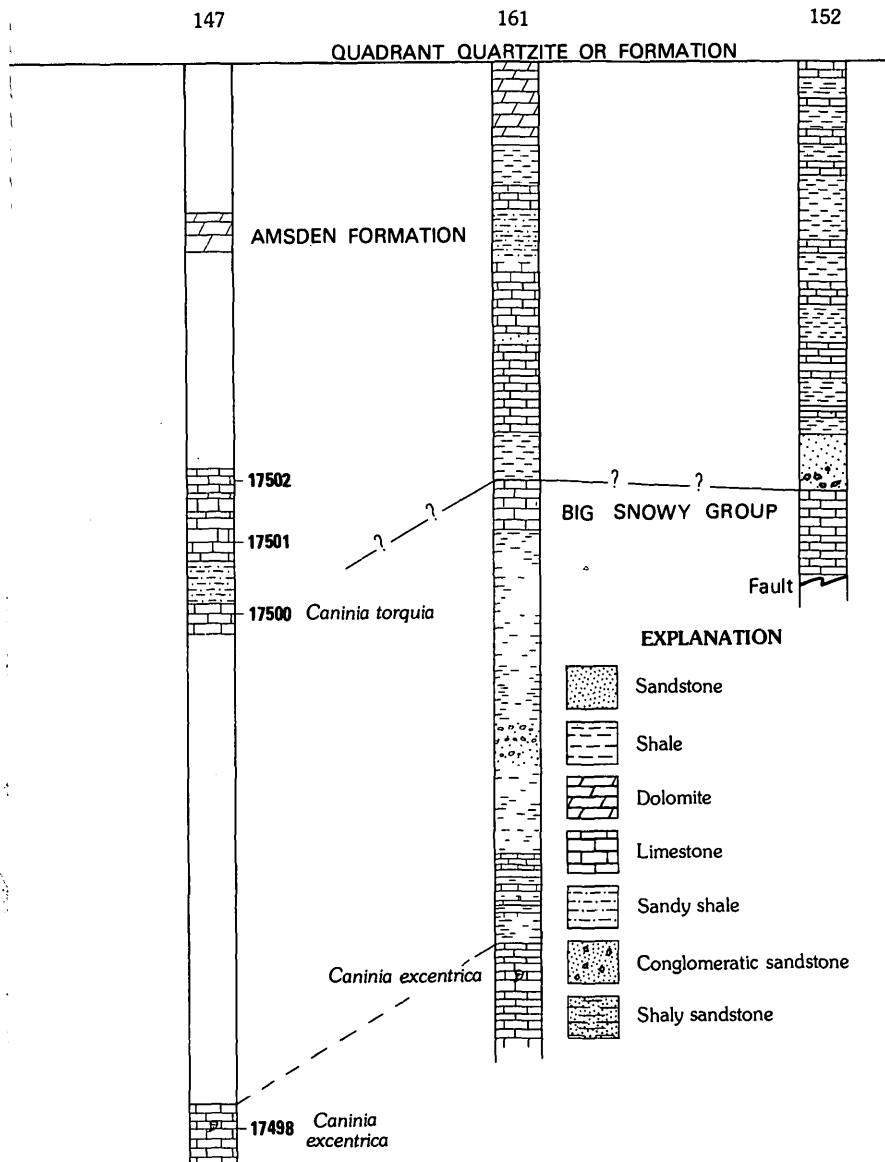 147 161 152
QUADRANT QUARTZITE OR FORMATION
AMSDEN FORMATION
17502
? ?
BIG SNOWY GROUP
? ?
17501
Fault
17500 Caninia torquia
EXPLANATION
Sandstone
Shale
Dolomite
Limestone
Sandy shale
Conglomeratic sandstone
Shaly sandstone
Caninia excentrica
17498 Caninia
excentrica